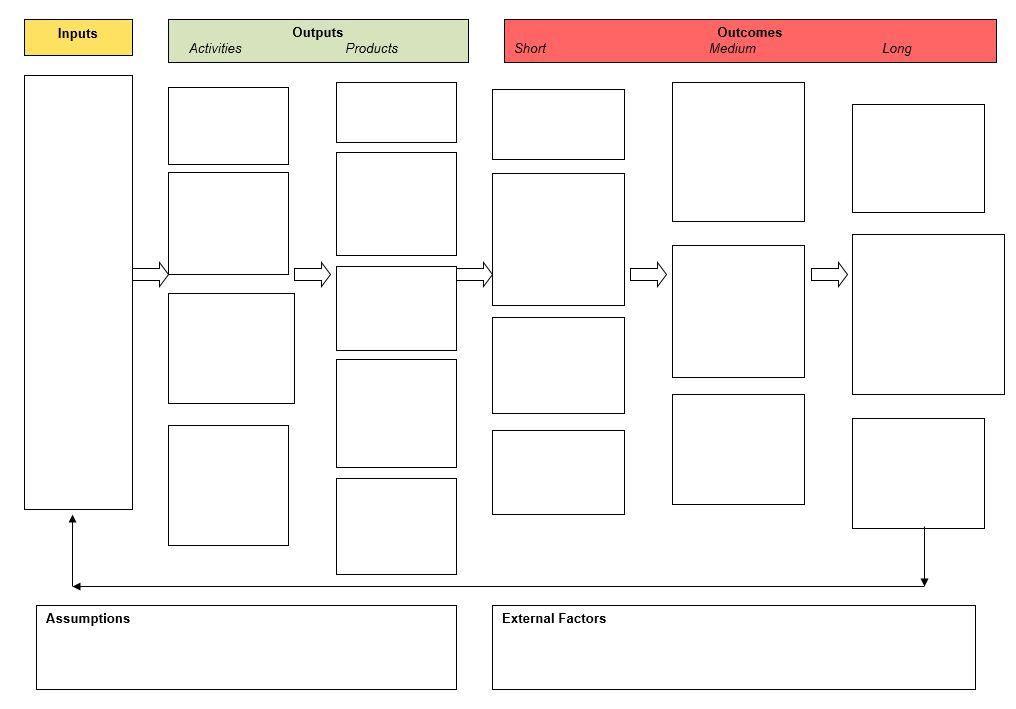 Inputs
Outputs
Activities Products
Outcomes
Short Medium Long
Assumptions
External Factors